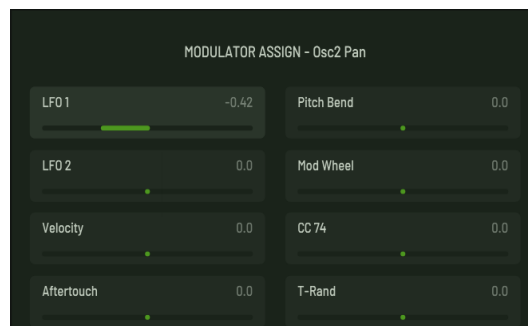 MODULATOR ASSIGN - Osc2 Pan
LFO 1 -0.42 Pitch Bend 0.0
LFO 2 0.0 Mod Wheel 0.0
Velocity 0.0 CC 74 0.0
Aftertouch 0.0 T-Rand 0.0